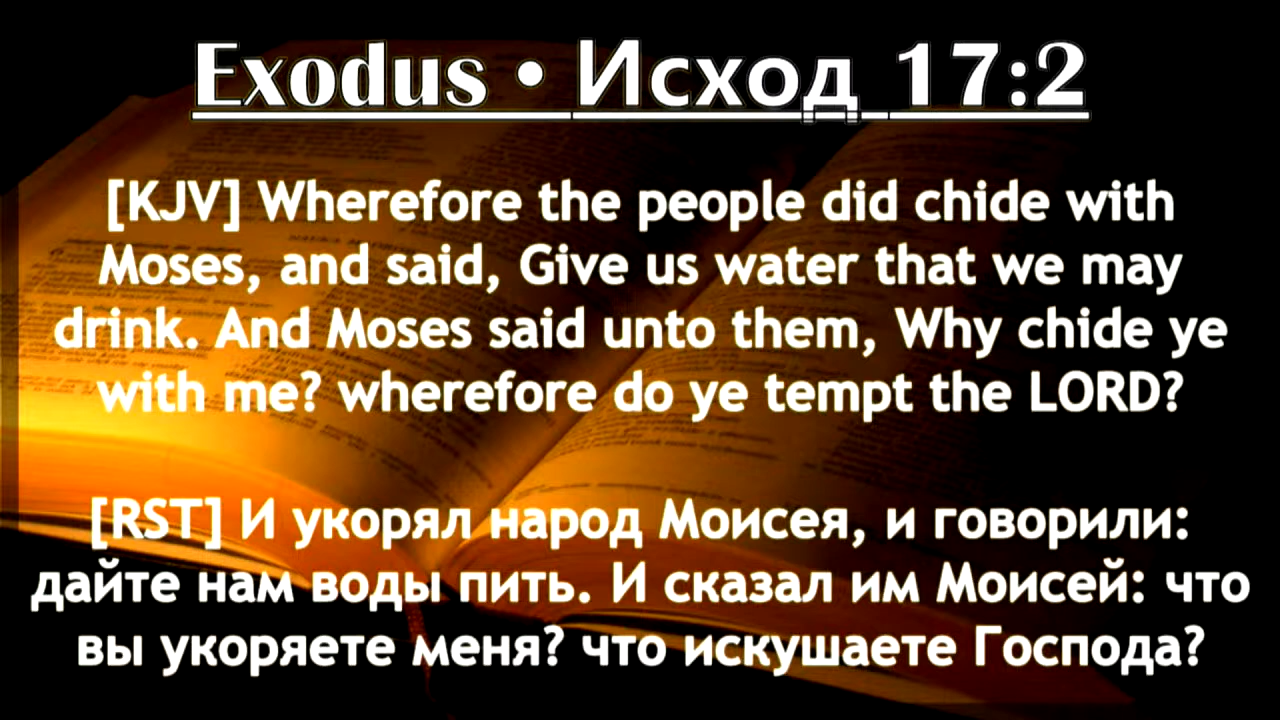 Exodus • Исход 17:2
[KJV] Wherefore the people did chide with
Moses, and said, Give us water that we may
drink. And Moses said unto them, Why chide ye
with me? wherefore do ye tempt the LORD?
[RST] И укорял народ Моисея, и говорили:
дайте нам воды пить. И сказал им Моисей: что
вы укоряете меня? что искушаете Господа?